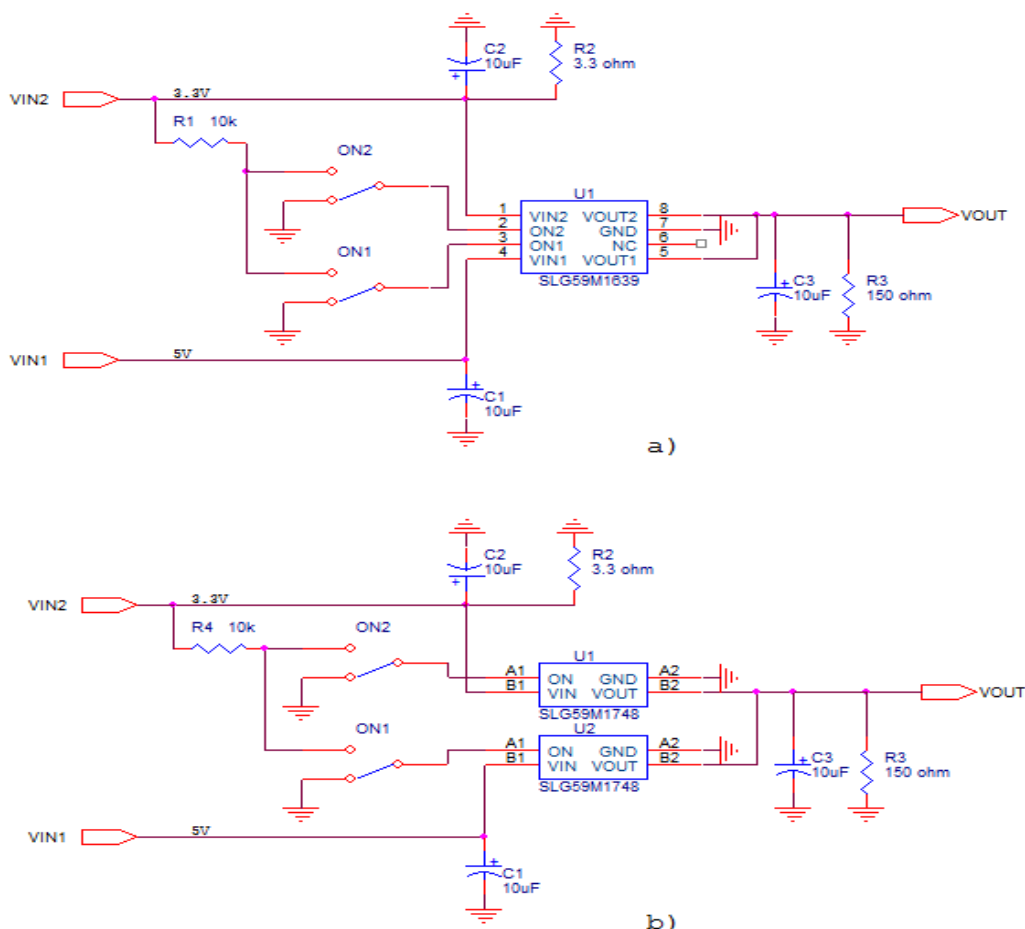 C2
10uF
R2
3.3 ohm
VIN2
3.3V
R1 10k
ON2
ON1
U1
1 VIN2 VOUT2 8
2 ON2 GND 7
3 ON1 NC 6
4 VIN1 VOUT1 5
SLG59M1639
VOUT
C3
10uF
R3
150 ohm
VIN1
5V
C1
10uF
a)
C2
10uF
R2
3.3 ohm
VIN2
3.3V
R4 10k
ON2
ON1
U1
A1 ON GND A2
B1 VIN VOUT B2
SLG59M1748
U2
A1 ON GND A2
B1 VIN VOUT B2
SLG59M1748
VOUT
C3
10uF
R3
150 ohm
VIN1
5V
C1
10uF
b)